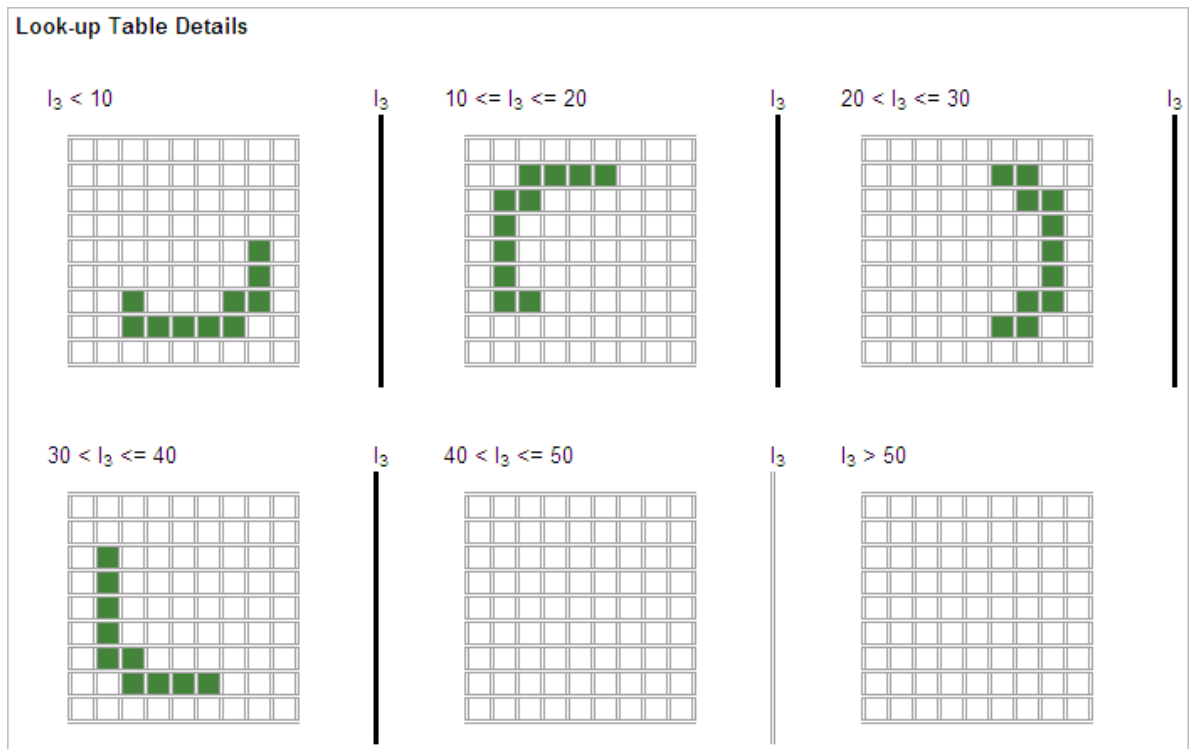 Look-up Table Details
I₃ < 10 I₃ 10 <= I₃ <= 20 I₃ 20 < I₃ <= 30 I₃
30 < I₃ <= 40 I₃ 40 < I₃ <= 50 I₃ I₃ > 50